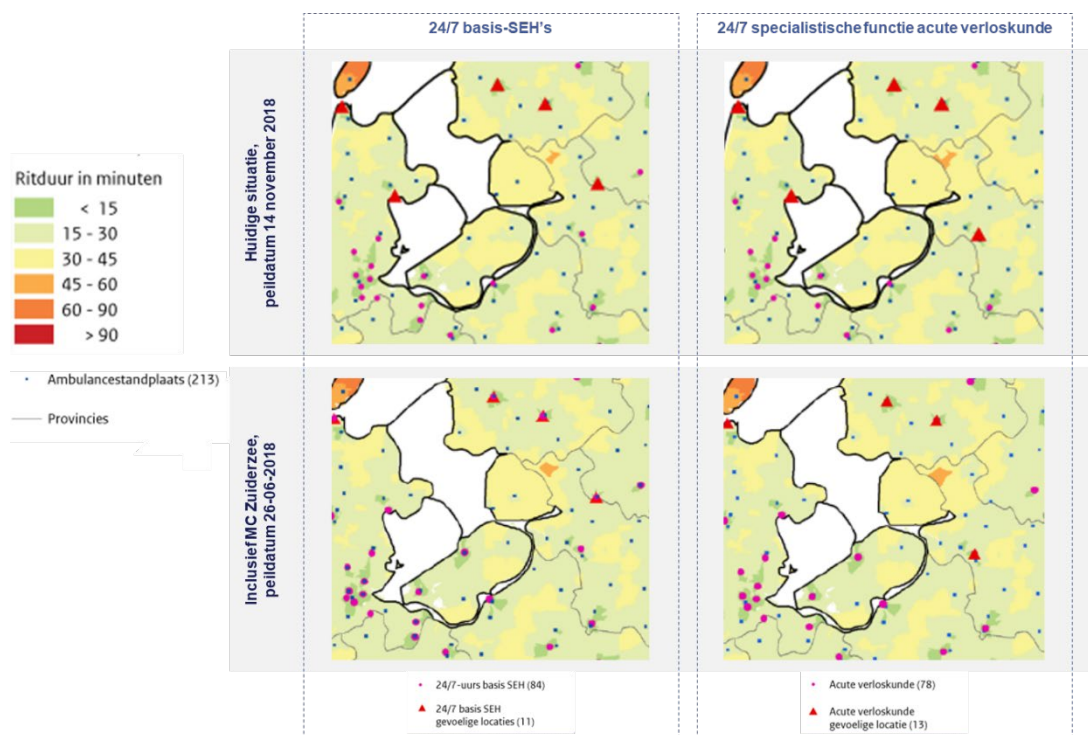 24/7 basis-SEH's
24/7 specialistische functie acute verloskunde
Huidige situatie,
peildatum 14 november 2018
Ritduur in minuten
< 15
15 - 30
30 - 45
45 - 60
60 - 90
> 90
Ambulancestandplaats (213)
Provincies
Inclusief MC Zuiderzee,
peildatum 26-06-2018
24/7-uurs basis SEH (84)
24/7 basis SEH
gevoelige locaties (11)
Acute verloskunde (78)
Acute verloskunde
gevoelige locatie (13)